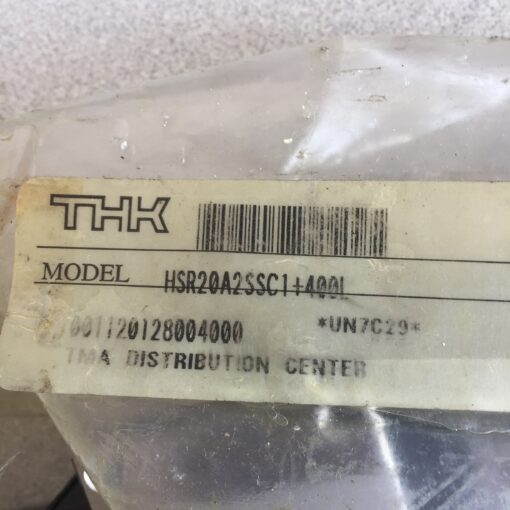 THK
MODEL HSR20A2SSC1+400L
001120128004000 *UN7C29*
TMA DISTRIBUTION CENTER